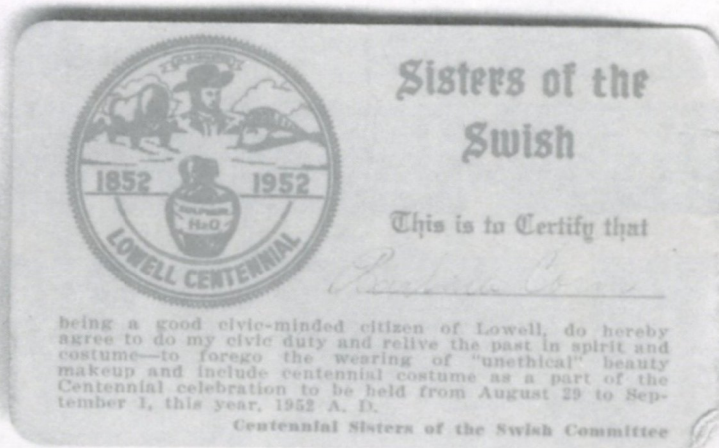 Sisters of the
Swish
1852 1952
SULPHUR
H2O
LOWELL CENTENNIAL
This is to Certify that
being a good civic-minded citizen of Lowell, do hereby
agree to do my civic duty and relive the past in spirit and
costume—to forego the wearing of "unethical" beauty
makeup and include centennial costume as a part of the
Centennial celebration to be held from August 29 to Sep-
tember 1, this year, 1952 A. D.
Centennial Sisters of the Swish Committee